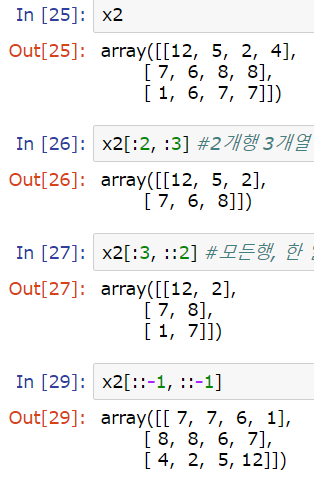 In [25]: x2
Out[25]: array([[12, 5, 2, 4],
[ 7, 6, 8, 8],
[ 1, 6, 7, 7]])
In [26]: x2[:2, :3] #2개행 3개열
Out[26]: array([[12, 5, 2],
[ 7, 6, 8]])
In [27]: x2[:3, ::2] #모든행, 한
Out[27]: array([[12, 2],
[ 7, 8],
[ 1, 7]])
In [29]: x2[::-1, ::-1]
Out[29]: array([[ 7, 7, 6, 1],
[ 8, 8, 6, 7],
[ 4, 2, 5, 12]])